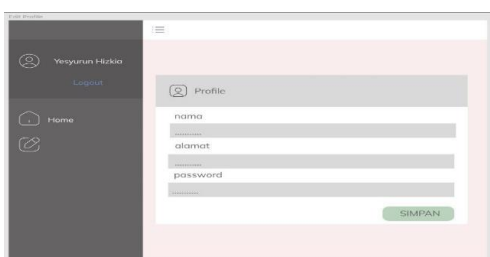 Edit Profile
Yesyurun Hizkia
Logout
Home
Profile
nama
...........
alamat
...........
password
...........
SIMPAN